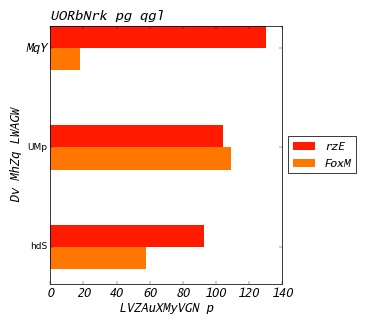 UORbNrk pg qgl
MqY
UMp
hdS
Dv MhZq LWAGW
0 20 40 60 80 100 120 140
LVZAuXMyVGN p
rzE
FoxM